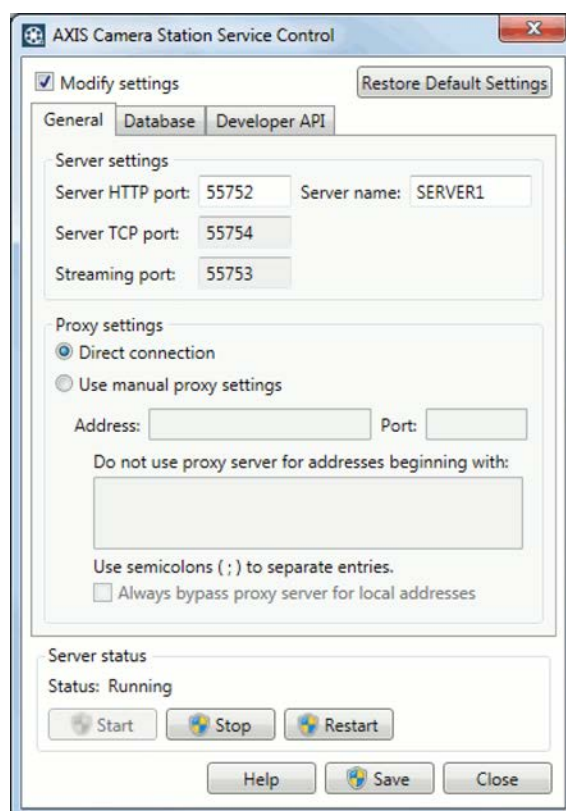 AXIS Camera Station Service Control
Modify settings Restore Default Settings
General Database Developer API
Server settings
Server HTTP port: 55752 Server name: SERVER1
Server TCP port: 55754
Streaming port: 55753
Proxy settings
Direct connection
Use manual proxy settings
Address: Port:
Do not use proxy server for addresses beginning with:
Use semicolons ( ; ) to separate entries.
Always bypass proxy server for local addresses
Server status
Status: Running
Start Stop Restart
Help Save Close